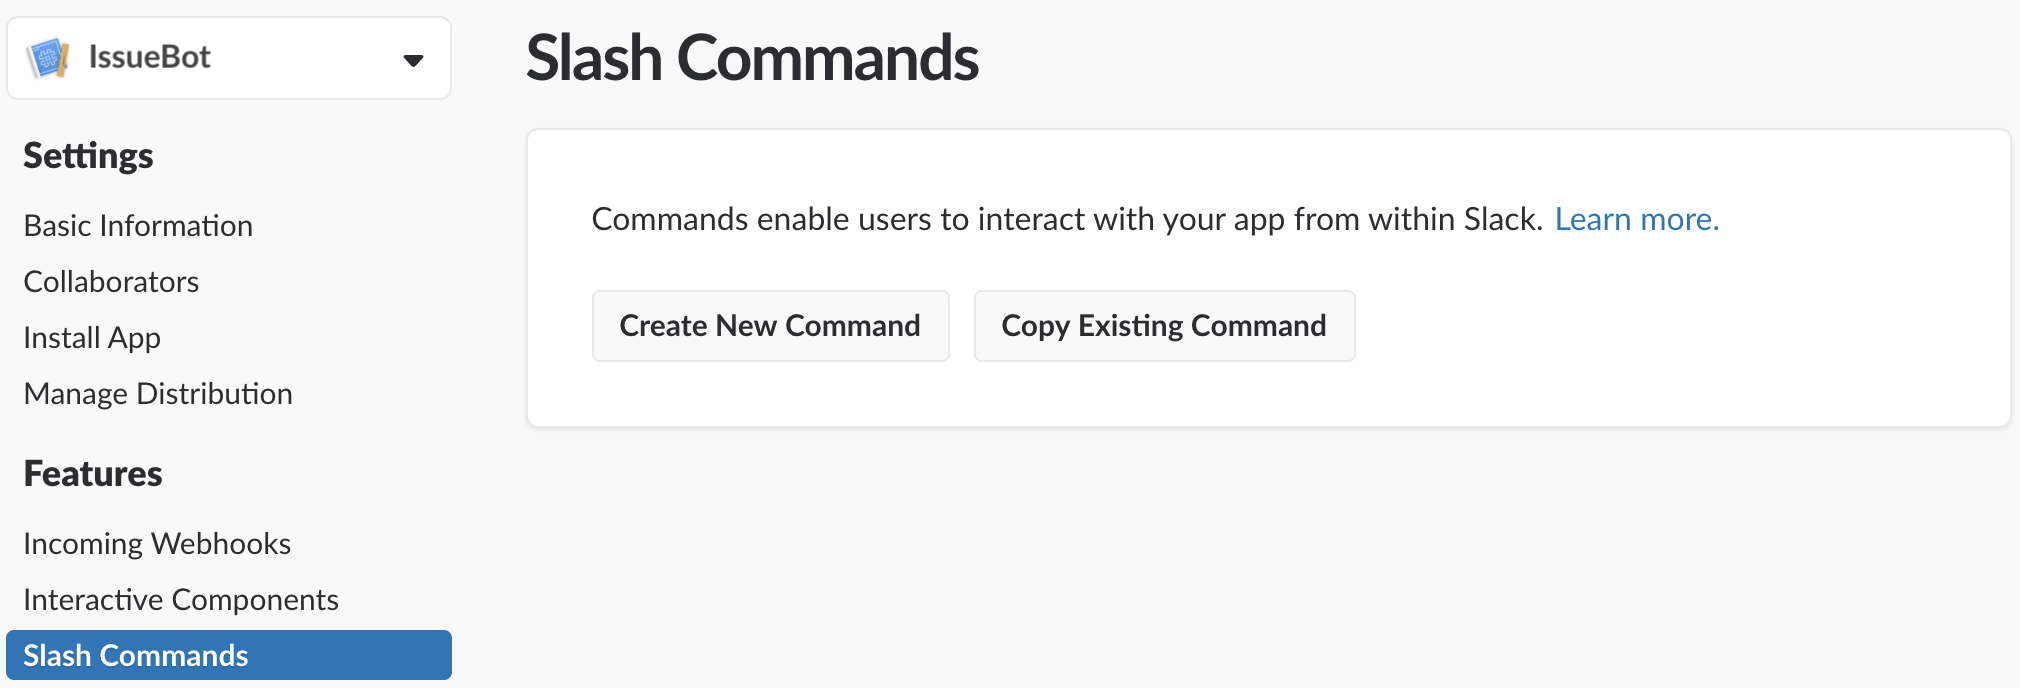 IssueBot
Settings
Basic Information
Collaborators
Install App
Manage Distribution
Features
Incoming Webhooks
Interactive Components
Slash Commands
Slash Commands
Commands enable users to interact with your app from within Slack. Learn more.
Create New Command
Copy Existing Command